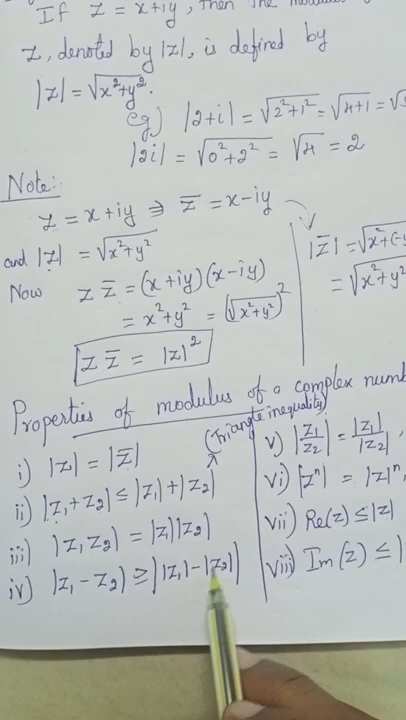 If z = x+iy, then the modulus
z, denoted by |z|, is defined by
|z| = √x²+y².
eg) |2+i| = √2²+1² = √4+1 = √5
|2i| = √0²+2² = √4 = 2
Note:-
z = x+iy ∋ z̅ = x-iy
and |z| = √x²+y²
Now z z̅ = (x+iy)(x-iy)
= x²+y² = (√x²+y²)²
z z̅ = |z|²
|z̅| = √x²+(-y
= √x²+y²
Properties of modulus of a complex num
(Triangle inequality)
i) |z| = |z̅|
ii) |z₁+z₂| ≤ |z₁|+|z₂|
iii) |z₁z₂| = |z₁||z₂|
iv) |z₁-z₂| ≥ ||z₁|-|z₂||
v) |z₁/z₂| = |z₁|/|z₂|,
vi) |zⁿ| = |z|ⁿ,
vii) Re(z) ≤ |z|
viii) Im(z) ≤ |